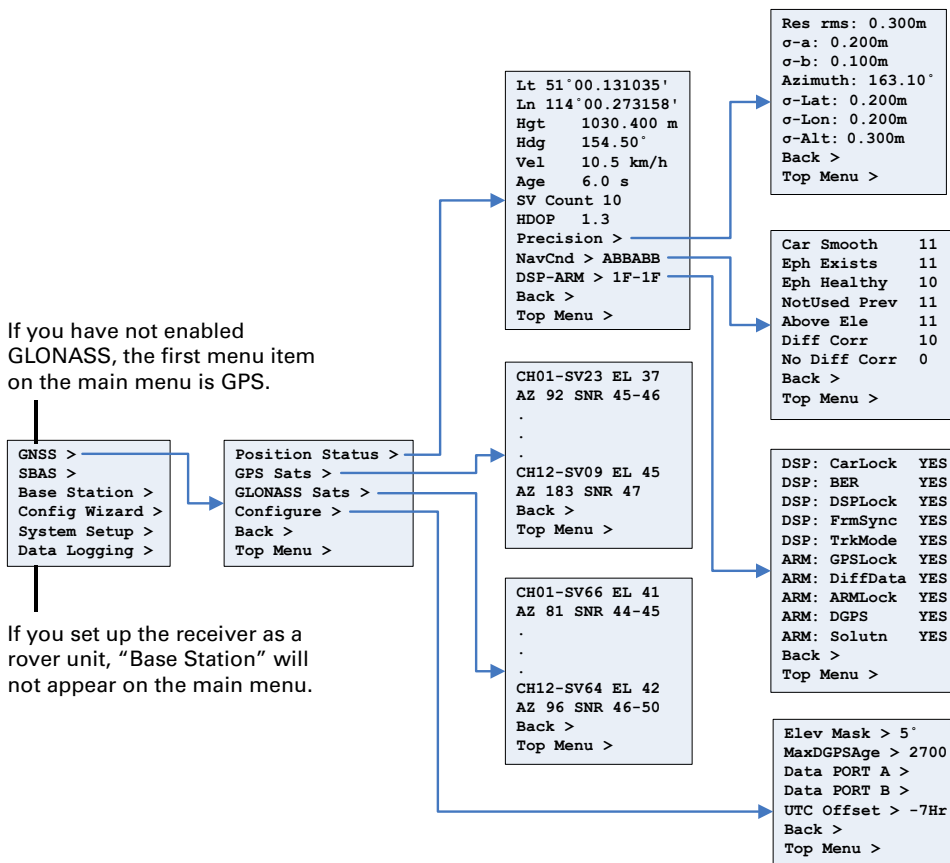 If you have not enabled
GLONASS, the first menu item
on the main menu is GPS.
GNSS >
SBAS >
Base Station >
Config Wizard >
System Setup >
Data Logging >
If you set up the receiver as a
rover unit, “Base Station” will
not appear on the main menu.
Position Status >
GPS Sats >
GLONASS Sats >
Configure >
Back >
Top Menu >
Lt 51°00.131035'
Ln 114°00.273158'
Hgt 1030.400 m
Hdg 154.50°
Vel 10.5 km/h
Age 6.0 s
SV Count 10
HDOP 1.3
Precision >
NavCnd > ABBABB
DSP-ARM > 1F-1F
Back >
Top Menu >
CH01-SV23 EL 37
AZ 92 SNR 45-46
.
.
.
CH12-SV09 EL 45
AZ 183 SNR 47
Back >
Top Menu >
CH01-SV66 EL 41
AZ 81 SNR 44-45
.
.
.
CH12-SV64 EL 42
AZ 96 SNR 46-50
Back >
Top Menu >
Res rms: 0.300m
σ-a: 0.200m
σ-b: 0.100m
Azimuth: 163.10°
σ-Lat: 0.200m
σ-Lon: 0.200m
σ-Alt: 0.300m
Back >
Top Menu >
Car Smooth 11
Eph Exists 11
Eph Healthy 10
NotUsed Prev 11
Above Ele 11
Diff Corr 10
No Diff Corr 0
Back >
Top Menu >
DSP: CarLock YES
DSP: BER YES
DSP: DSPLock YES
DSP: FrmSync YES
DSP: TrkMode YES
ARM: GPSLock YES
ARM: DiffData YES
ARM: ARMLock YES
ARM: DGPS YES
ARM: Solutn YES
Back >
Top Menu >
Elev Mask > 5°
MaxDGPSAge > 2700
Data PORT A >
Data PORT B >
UTC Offset > -7Hr
Back >
Top Menu >